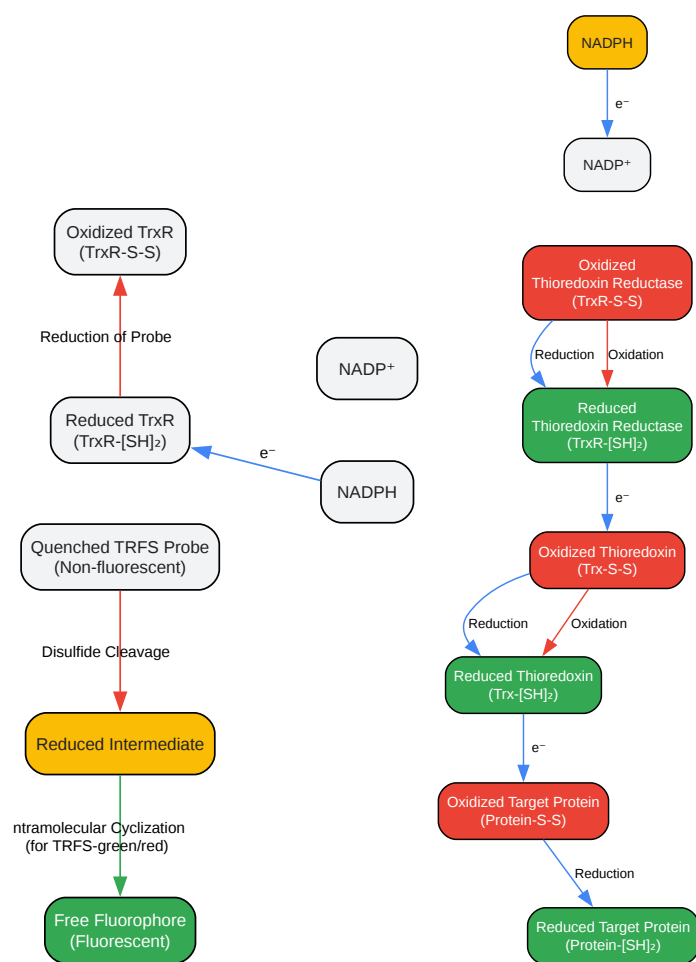 Oxidized TrxR
(TrxR-S-S)
Reduction of Probe
Reduced TrxR
(TrxR-[SH]₂)
NADP⁺
e⁻
NADPH
Quenched TRFS Probe
(Non-fluorescent)
Disulfide Cleavage
Reduced Intermediate
ntramolecular Cyclization
(for TRFS-green/red)
Free Fluorophore
(Fluorescent)
NADPH
e⁻
NADP⁺
Oxidized
Thioredoxin Reductase
(TrxR-S-S)
Reduction
Oxidation
Reduced
Thioredoxin Reductase
(TrxR-[SH]₂)
e⁻
Oxidized Thioredoxin
(Trx-S-S)
Reduction
Oxidation
Reduced Thioredoxin
(Trx-[SH]₂)
e⁻
Oxidized Target Protein
(Protein-S-S)
Reduction
Reduced Target Protein
(Protein-[SH]₂)